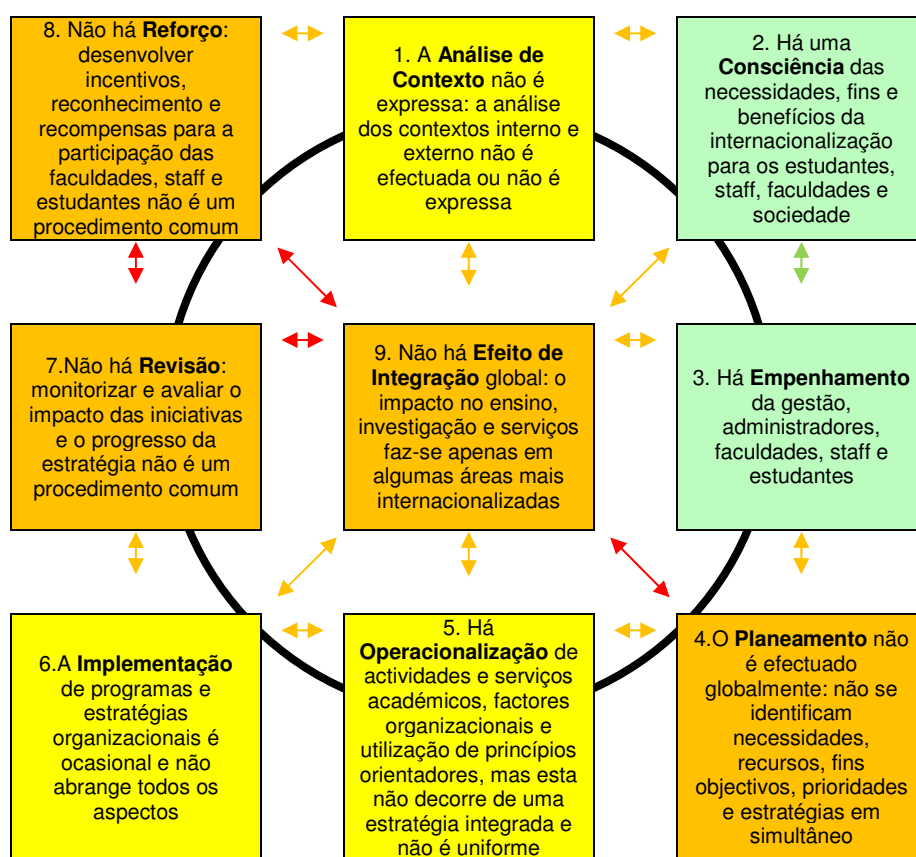 8. Não há Reforço:
desenvolver
incentivos,
reconhecimento e
recompensas para a
participação das
faculdades, staff e
estudantes não é um
procedimento comum
1. A Análise de
Contexto não é
expressa: a análise
dos contextos interno e
externo não é
efectuada ou não é
expressa
2. Há uma
Consciência das
necessidades, fins e
benefícios da
internacionalização
para os estudantes,
staff, faculdades e
sociedade
7.Não há Revisão:
monitorizar e avaliar o
impacto das iniciativas
e o progresso da
estratégia não é um
procedimento comum
9. Não há Efeito de
Integração global: o
impacto no ensino,
investigação e serviços
faz-se apenas em
algumas áreas mais
internacionalizadas
3. Há Empenhamento
da gestão,
administradores,
faculdades, staff e
estudantes
6.A Implementação
de programas e
estratégias
organizacionais é
ocasional e não
abrange todos os
aspectos
5. Há
Operacionalização de
actividades e serviços
académicos, factores
organizacionais e
utilização de princípios
orientadores, mas esta
não decorre de uma
estratégia integrada e
não é uniforme
4.O Planeamento não
é efectuado
globalmente: não se
identificam
necessidades,
recursos, fins
objectivos, prioridades
e estratégias em
simultâneo